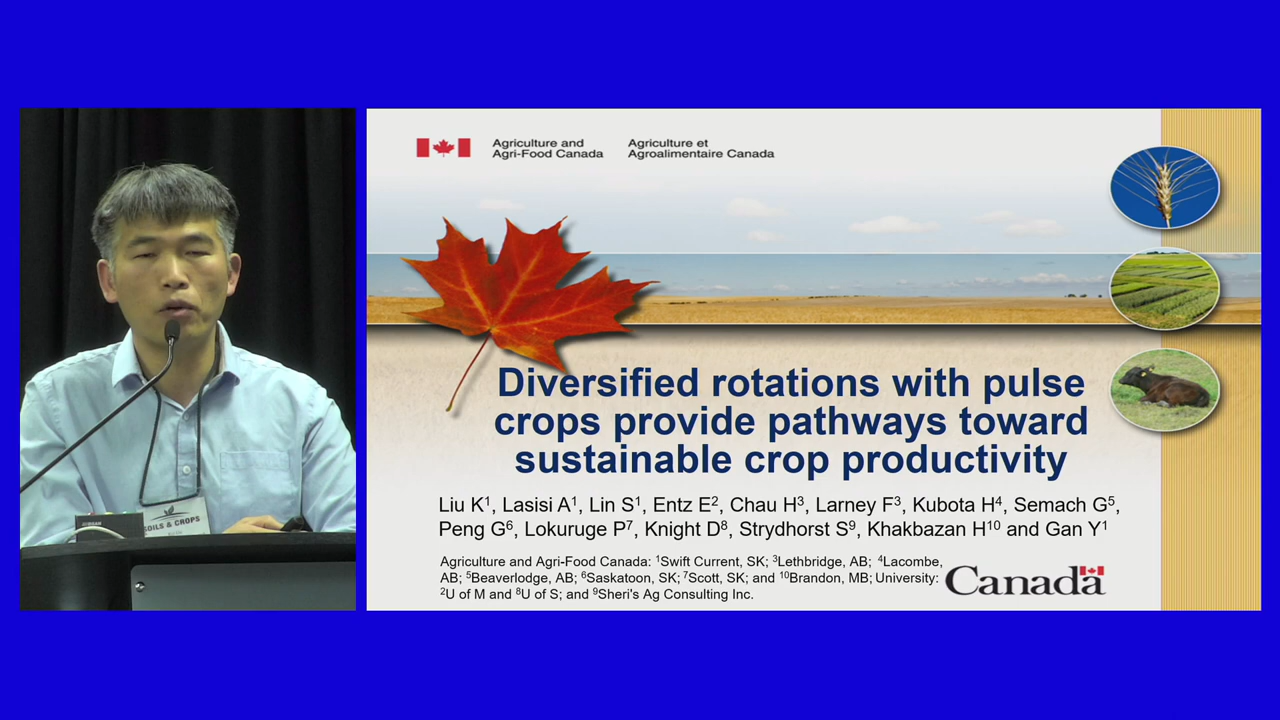 Agriculture and
Agri-Food Canada
Agriculture et
Agroalimentaire Canada
Diversified rotations with pulse
crops provide pathways toward
sustainable crop productivity
Liu K¹, Lasisi A¹, Lin S¹, Entz E², Chau H³, Larney F³, Kubota H⁴, Semach G⁵,
Peng G⁶, Lokuruge P⁷, Knight D⁸, Strydhorst S⁹, Khakbazan H¹⁰ and Gan Y¹
Agriculture and Agri-Food Canada: ¹Swift Current, SK; ³Lethbridge, AB; ⁴Lacombe,
AB; ⁵Beaverlodge, AB; ⁶Saskatoon, SK; ⁷Scott, SK; and ¹⁰Brandon, MB; University:
²U of M and ⁸U of S; and ⁹Sheri's Ag Consulting Inc.
Canada
SOILS & CROPS